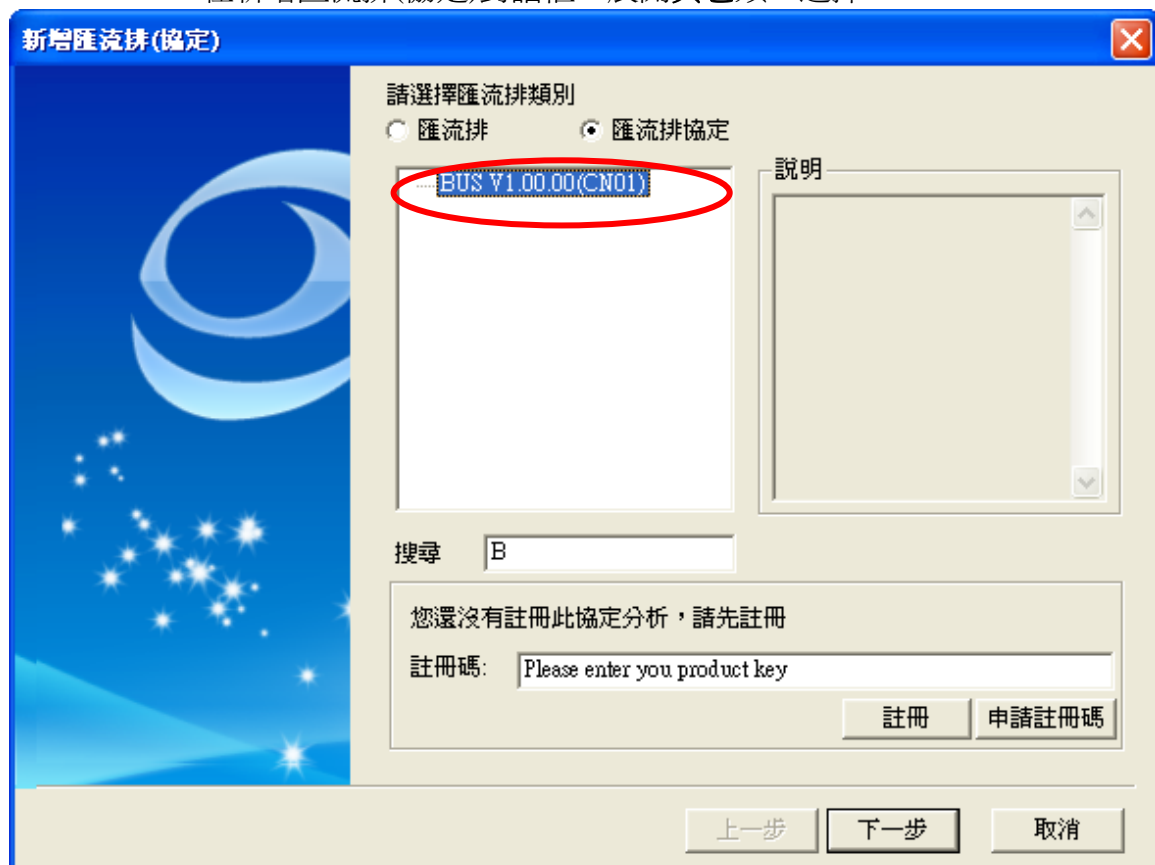 新增匯流排(協定)
請選擇匯流排類別
匯流排 匯流排協定
BUS V1.00.00(CN01)
說明
搜尋 B
您還沒有註冊此協定分析，請先註冊
註冊碼: Please enter you product key
註冊 申請註冊碼
上一步 下一步 取消